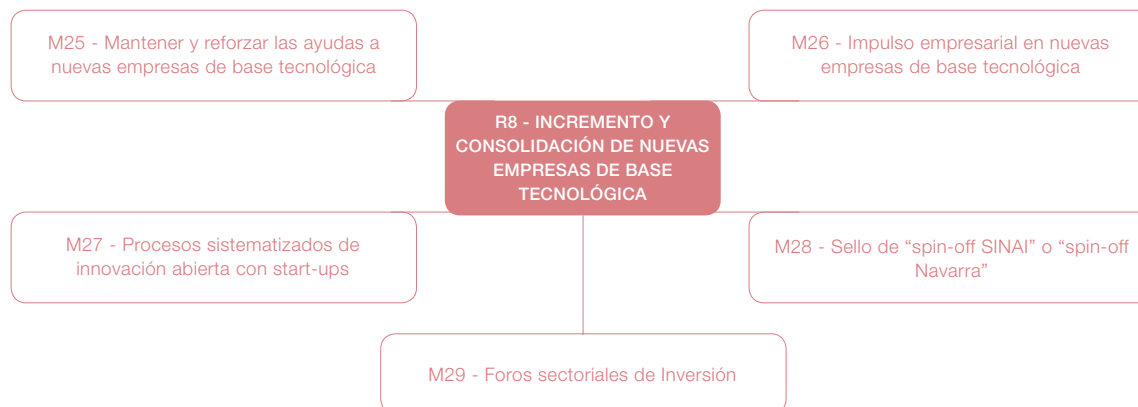 M25 - Mantener y reforzar las ayudas a
nuevas empresas de base tecnológica
M26 - Impulso empresarial en nuevas
empresas de base tecnológica
R8 - INCREMENTO Y
CONSOLIDACIÓN DE NUEVAS
EMPRESAS DE BASE
TECNOLÓGICA
M27 - Procesos sistematizados de
innovación abierta con start-ups
M28 - Sello de “spin-off SINAI” o “spin-off
Navarra”
M29 - Foros sectoriales de Inversión